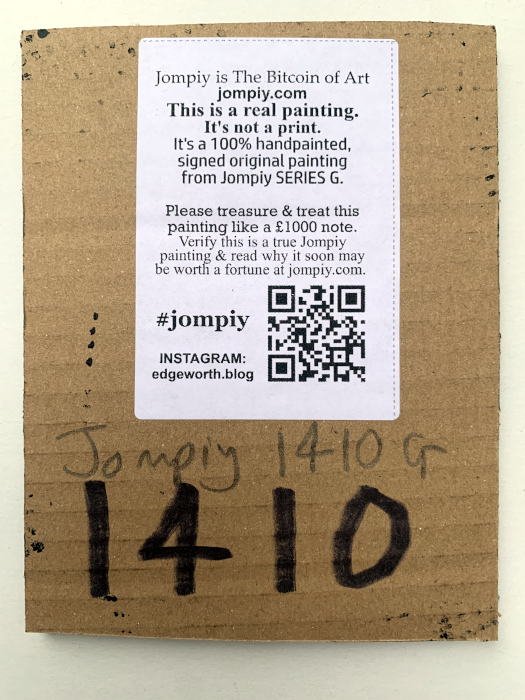 Jompiy is The Bitcoin of Art
jompiy.com
This is a real painting.
It's not a print.
It's a 100% handpainted,
signed original painting
from Jompiy SERIES G.
Please treasure & treat this
painting like a £1000 note.
Verify this is a true Jompiy
painting & read why it soon may
be worth a fortune at jompiy.com.
#jompiy
INSTAGRAM:
edgeworth.blog
Jompiy 1410 G
1410